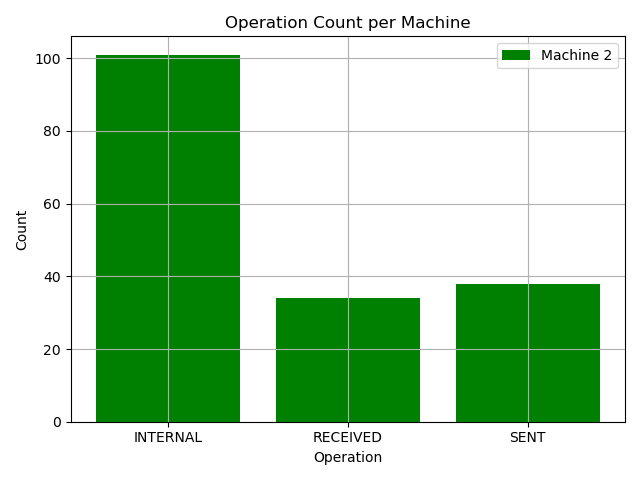 Operation Count per Machine
Machine 2
Count
100
80
60
40
20
0
INTERNAL
RECEIVED
SENT
Operation